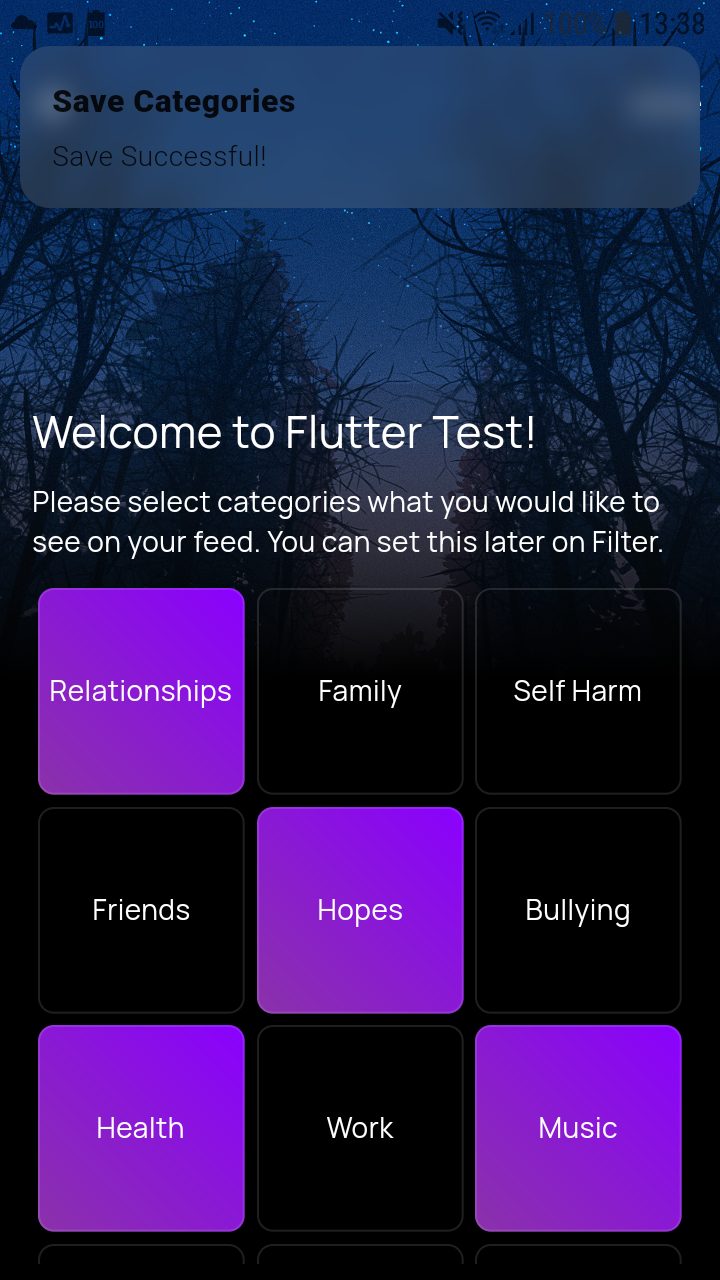 100% 13:38
Save Categories
Save Successful!
Welcome to Flutter Test!
Please select categories what you would like to
see on your feed. You can set this later on Filter.
Relationships
Family
Self Harm
Friends
Hopes
Bullying
Health
Work
Music